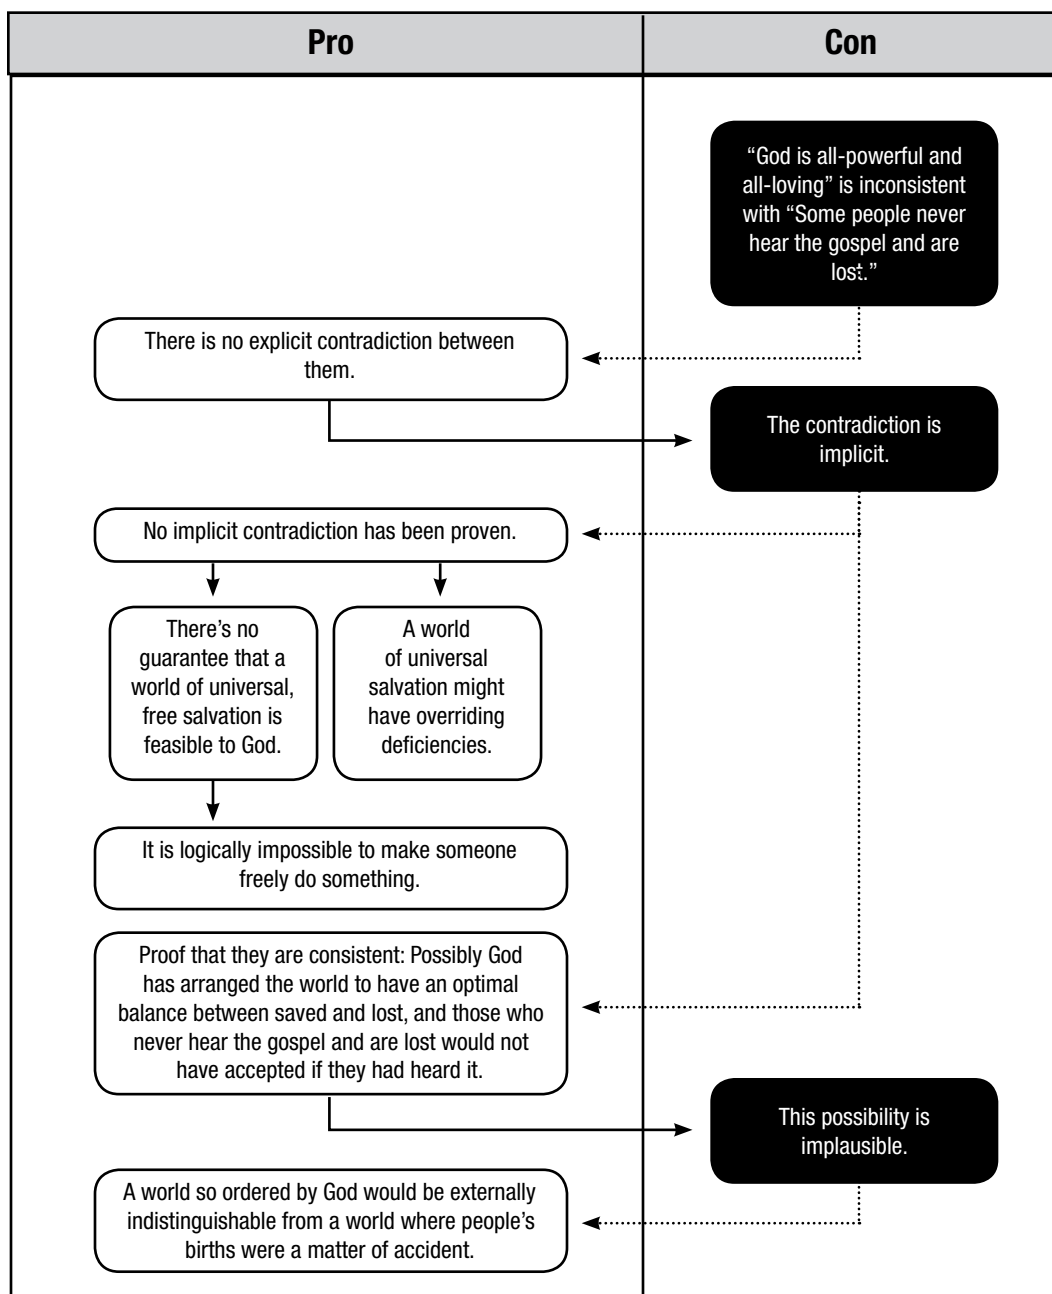 Pro
Con
“God is all-powerful and
all-loving” is inconsistent
with “Some people never
hear the gospel and are
lost.”
There is no explicit contradiction between
them.
The contradiction is
implicit.
No implicit contradiction has been proven.
There’s no
guarantee that a
world of universal,
free salvation is
feasible to God.
A world
of universal
salvation might
have overriding
deficiencies.
It is logically impossible to make someone
freely do something.
Proof that they are consistent: Possibly God
has arranged the world to have an optimal
balance between saved and lost, and those who
never hear the gospel and are lost would not
have accepted if they had heard it.
This possibility is
implausible.
A world so ordered by God would be externally
indistinguishable from a world where people’s
births were a matter of accident.